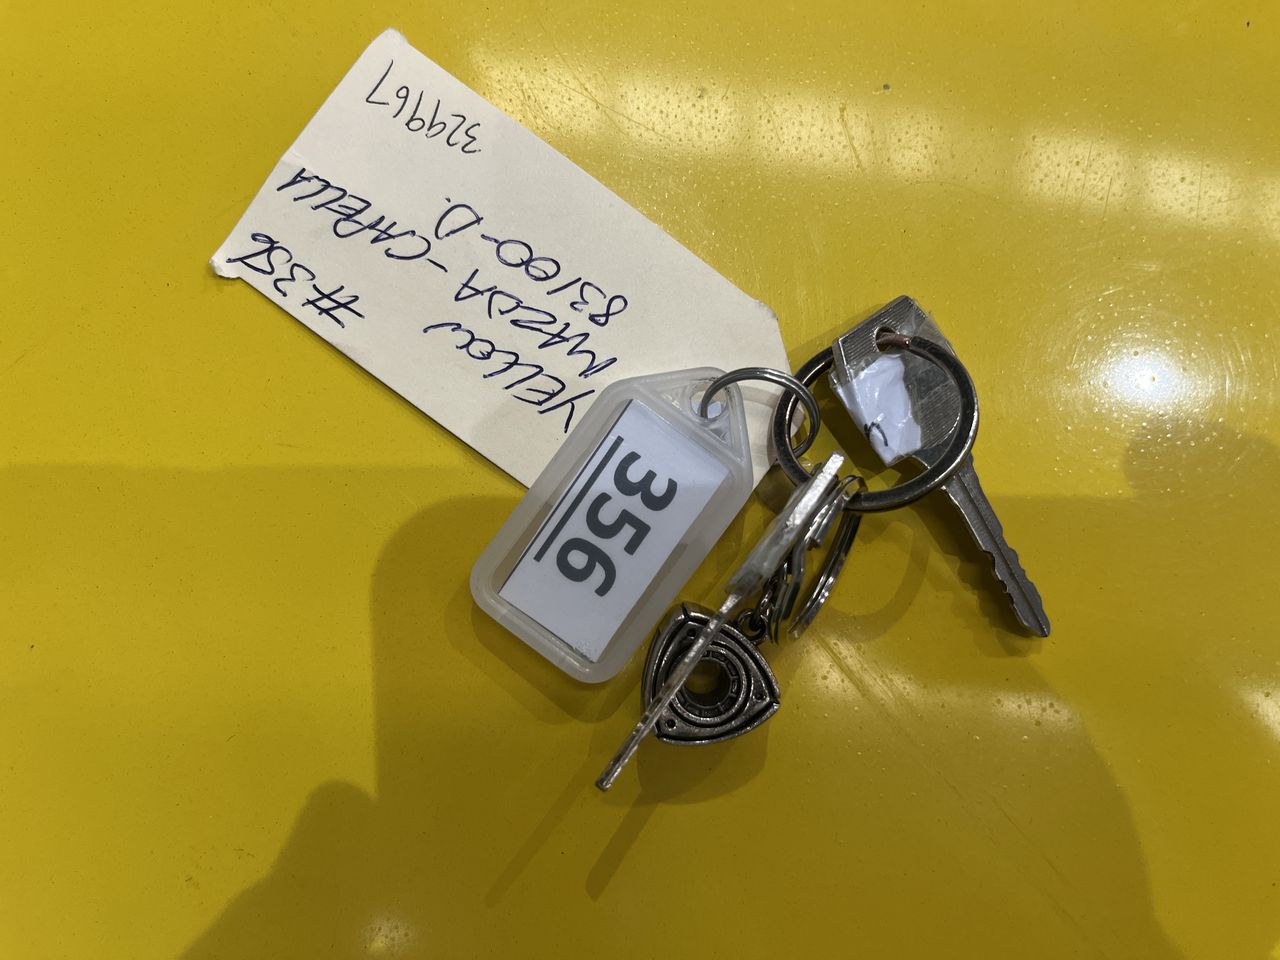 #356
YELLOW
MAZDA - CAPELLA
83100-D.
329967
356